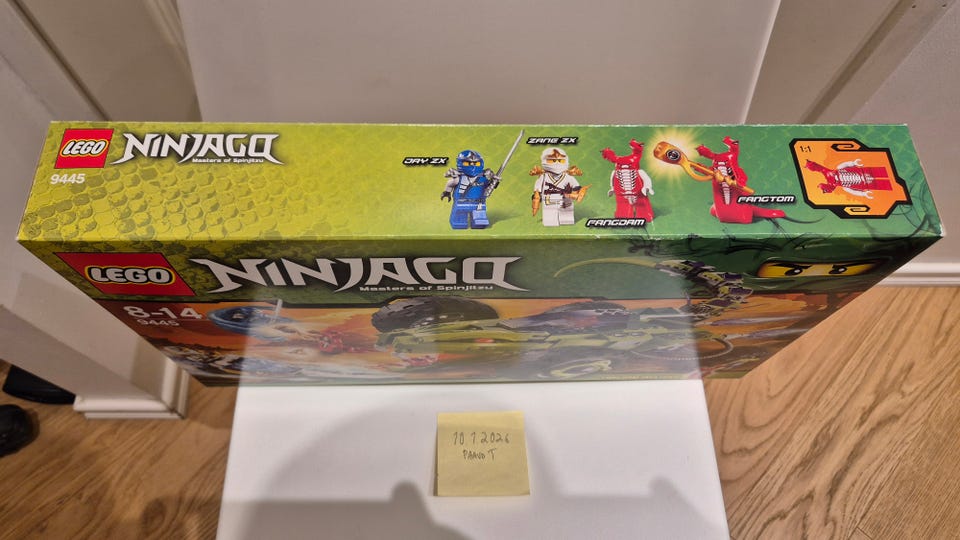 LEGO NINJAGO
Masters of Spinjitzu
9445
JAY ZX
ZANE ZX
FANGDAM
FANGTOM
1:1
LEGO NINJAGO
Masters of Spinjitzu
8-14
9445
10.1.2026
PAAVO T